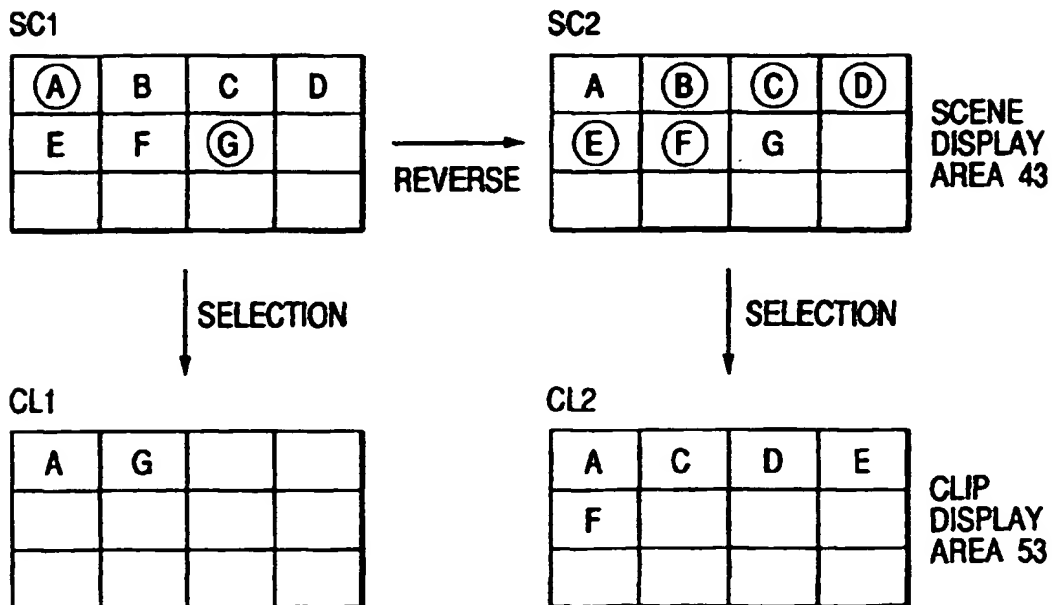 SC1
A B C D
E F G
REVERSE
SC2
A B C D
E F G
SCENE
DISPLAY
AREA 43
SELECTION
SELECTION
CL1
A G
CL2
A C D E
F
CLIP
DISPLAY
AREA 53